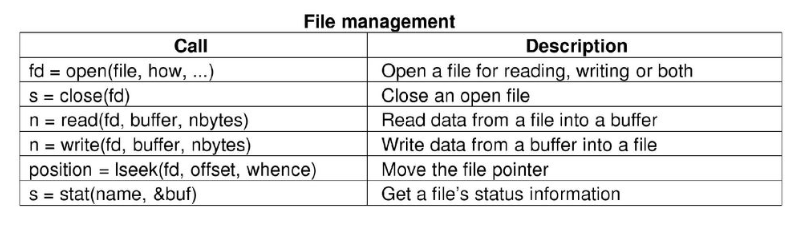 File management
Call Description
fd = open(file, how, ...) Open a file for reading, writing or both
s = close(fd) Close an open file
n = read(fd, buffer, nbytes) Read data from a file into a buffer
n = write(fd, buffer, nbytes) Write data from a buffer into a file
position = lseek(fd, offset, whence) Move the file pointer
s = stat(name, &buf) Get a file's status information